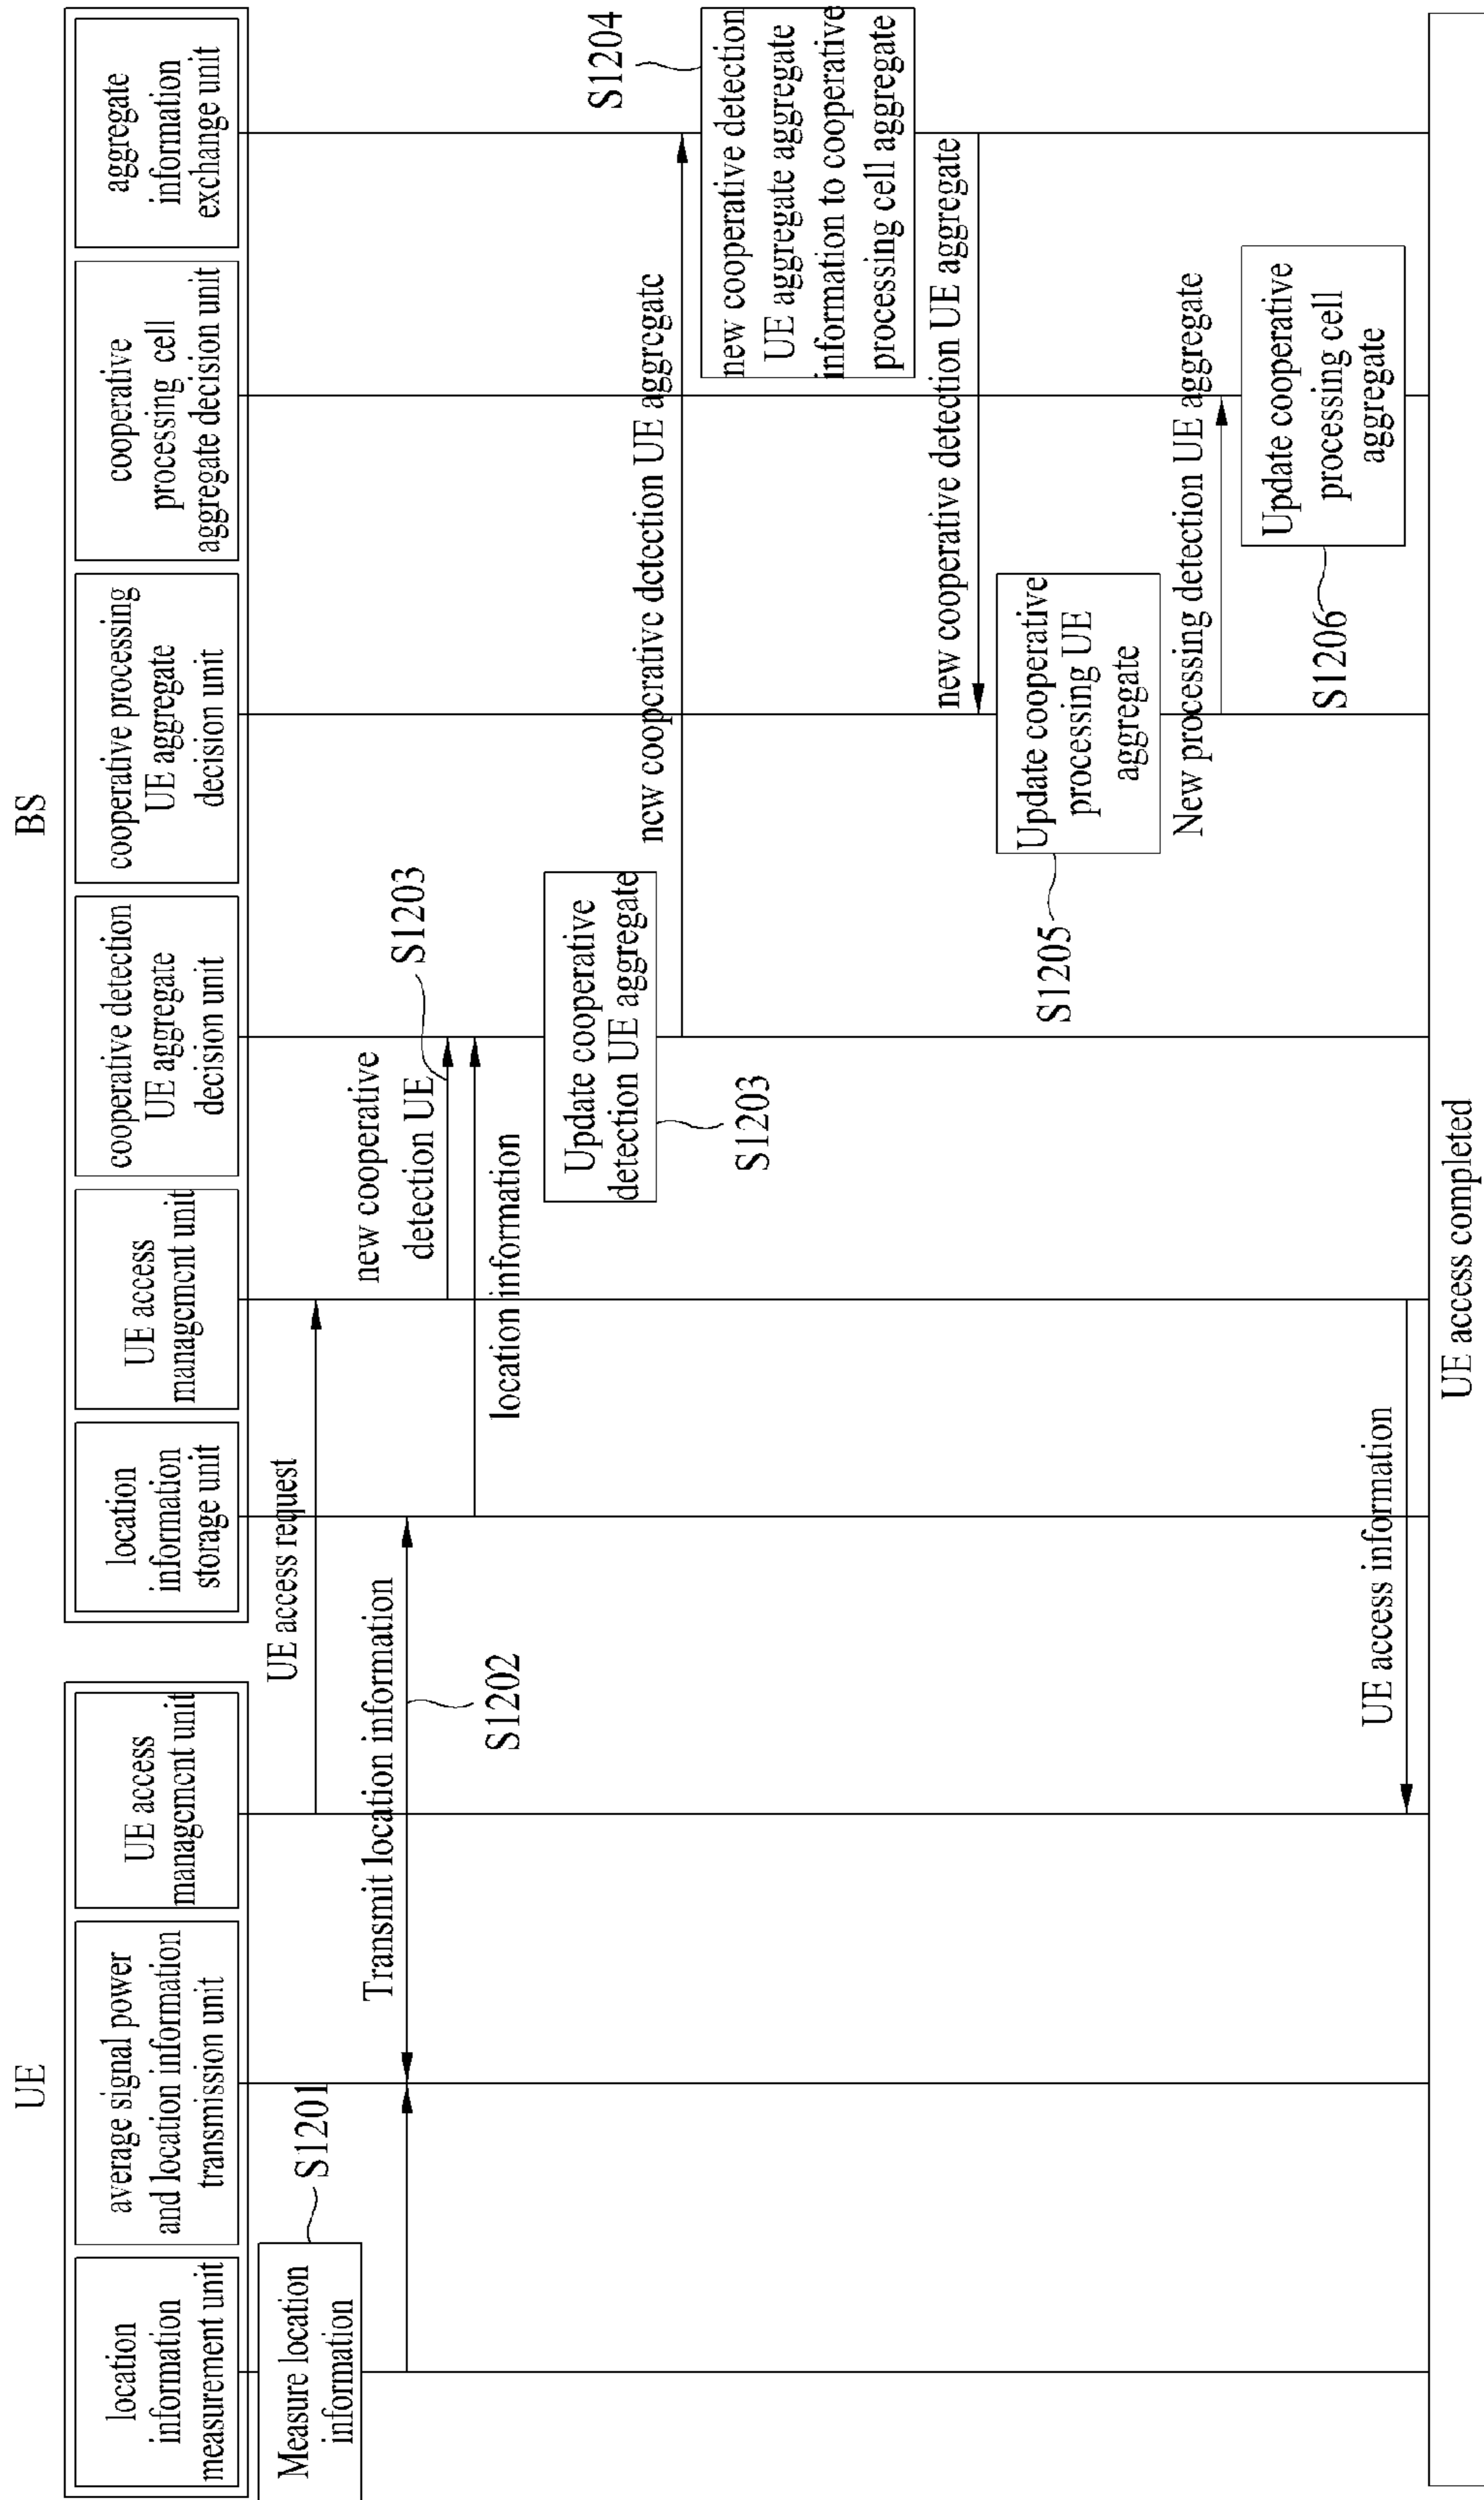 UE
BS
location
information
measurement unit
average signal power
and location information
transmission unit
UE access
management unit
location
information
storage unit
UE access
management unit
cooperative detection
UE aggregate
decision unit
cooperative processing
UE aggregate
decision unit
cooperative
processing cell
aggregate decision unit
aggregate
information
exchange unit
Measure location
information
S1201
UE access request
Transmit location information
S1202
new cooperative
detection UE
S1203
location information
Update cooperative
detection UE aggregate
S1203
new cooperative detection UE aggregate
S1204
new cooperative detection
UE aggregate aggregate
information to cooperative
processing cell aggregate
new cooperative detection UE aggregate
Update cooperative
processing UE
aggregate
S1205
New processing detection UE aggregate
Update cooperative
processing cell
aggregate
S1206
UE access information
UE access completed